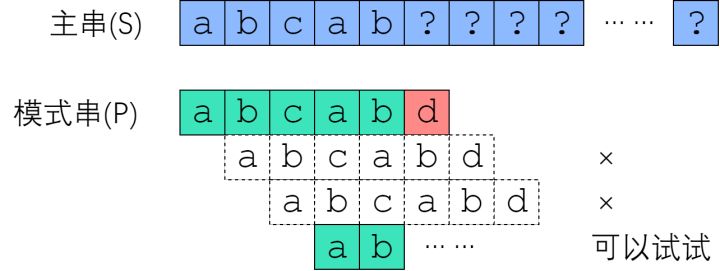 主串(S) a b c a b ? ? ? ? …… ?
模式串(P) a b c a b d
a b c a b d ×
a b c a b d ×
a b …… 可以试试